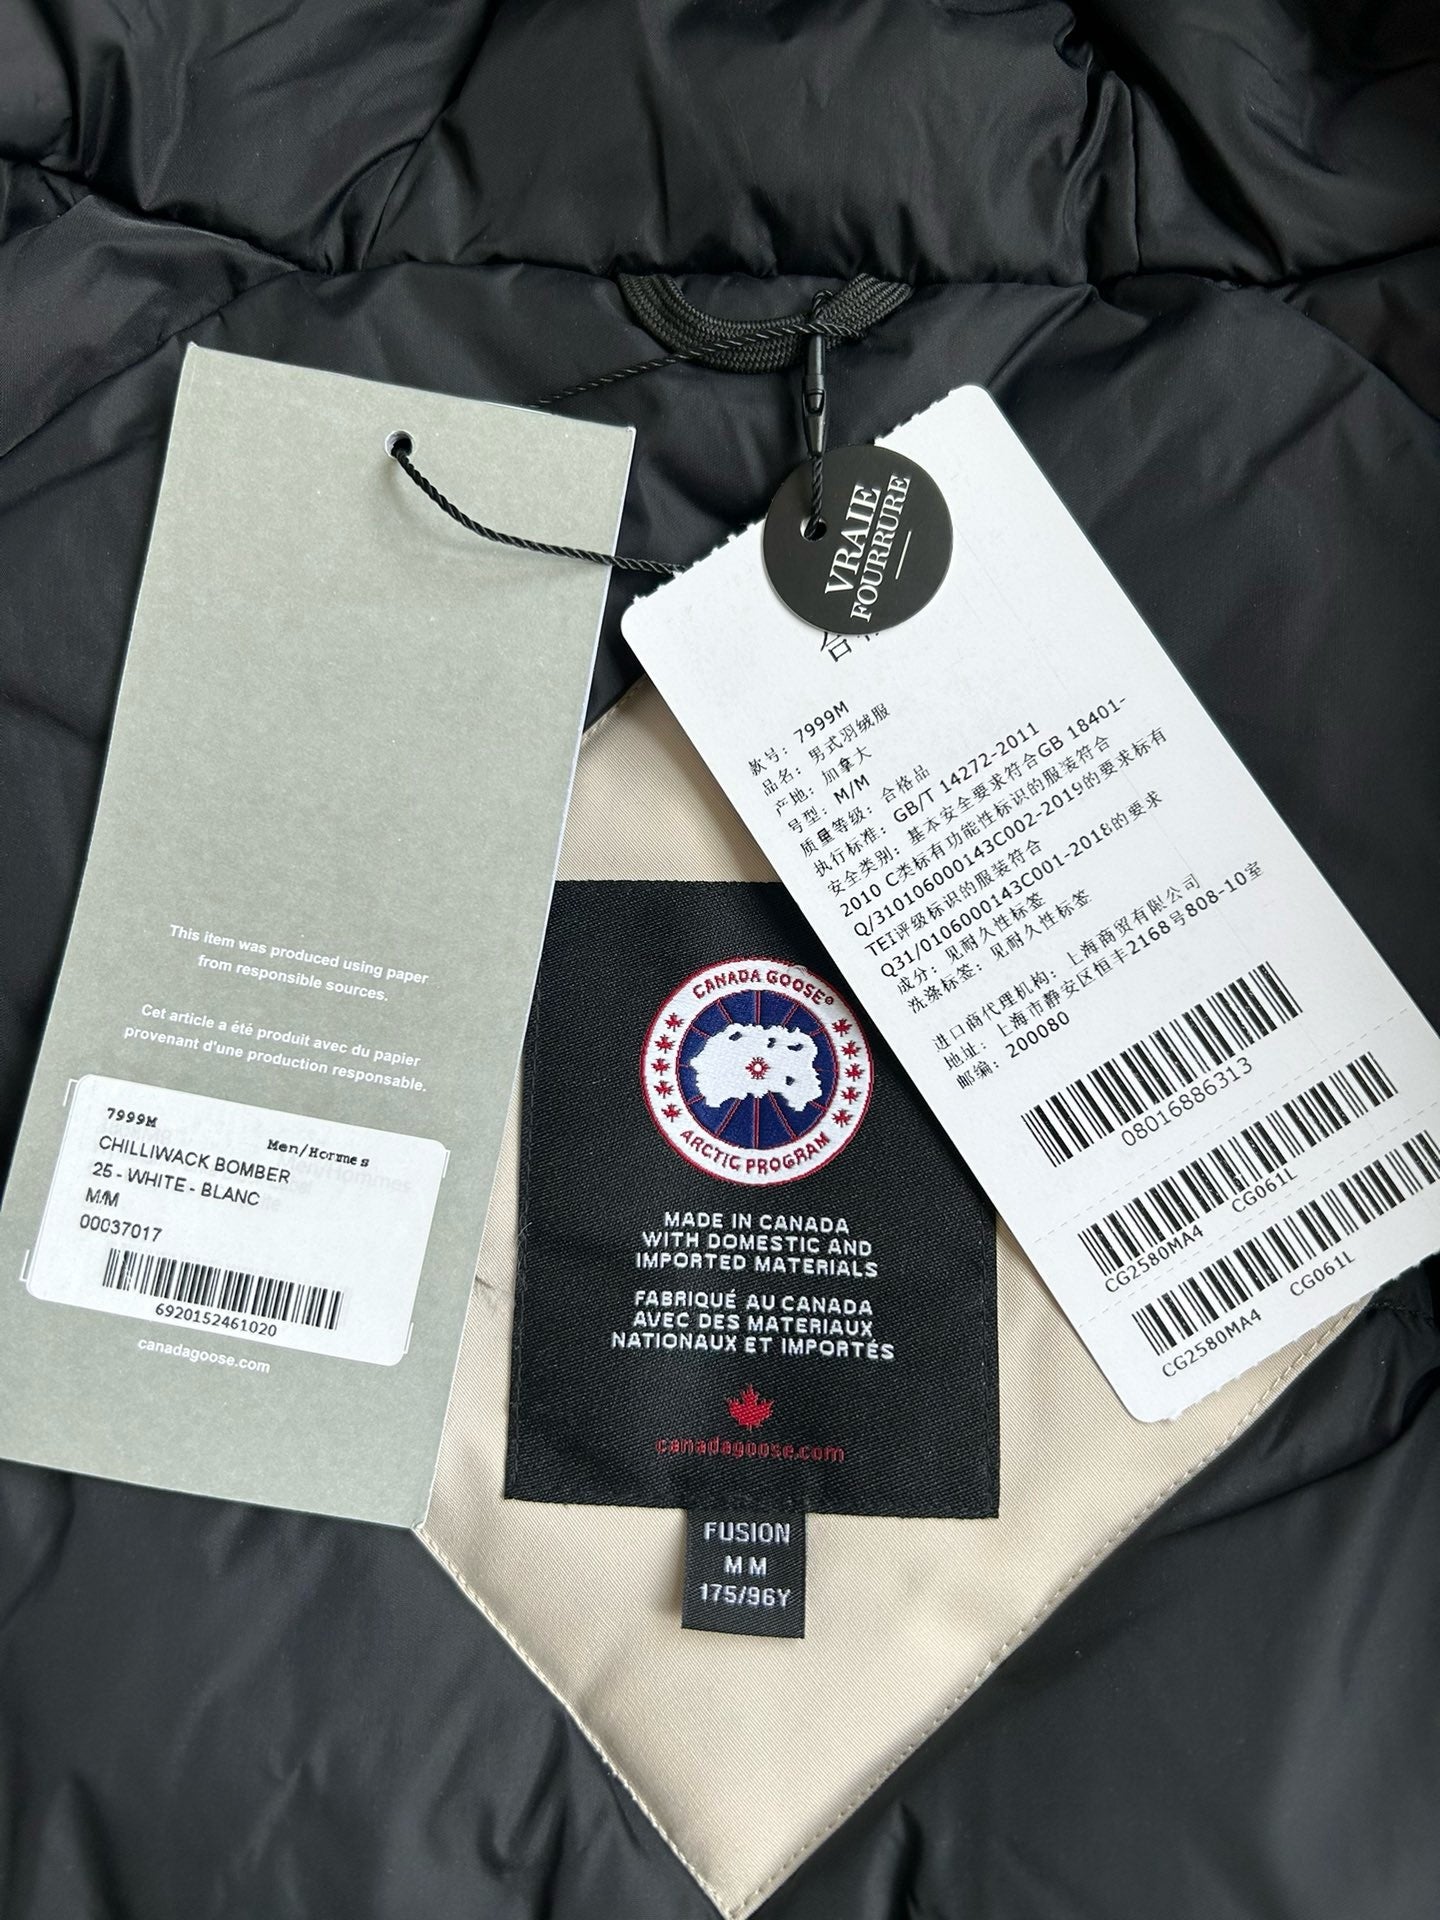 This item was produced using paper
from responsible sources.
Cet article a été produit avec du papier
provenant d'une production responsable.
7999M
Men/Hommes
CHILLIWACK BOMBER
25 - WHITE - BLANC
M/M
00037017
6920152461020
canadagoose.com
VRAIE
FOURRURE
款号: 7999M
品名: 男式羽绒服
产地: 加拿大
号型: M/M
质量等级: 合格品
执行标准: GB/T 14272-2011
安全类别: 基本安全要求符合GB 18401-
2010 C类标有功能性标识的服装符合
Q/310106000143C002-2019的要求标有
TEI评级标识的服装符合
Q31/0106000143C001-2018的要求
成分: 见耐久性标签
洗涤标签: 见耐久性标签
进口商代理机构: 上海商贸有限公司
地址: 上海市静安区恒丰2168号808-10室
邮编: 200080
08016886313
CG2580MA4 CG061L
CG2580MA4 CG061L
CANADA GOOSE®
ARCTIC PROGRAM
MADE IN CANADA
WITH DOMESTIC AND
IMPORTED MATERIALS
FABRIQUÉ AU CANADA
AVEC DES MATERIAUX
NATIONAUX ET IMPORTÉS
canadagoose.com
FUSION
M M
175/96Y